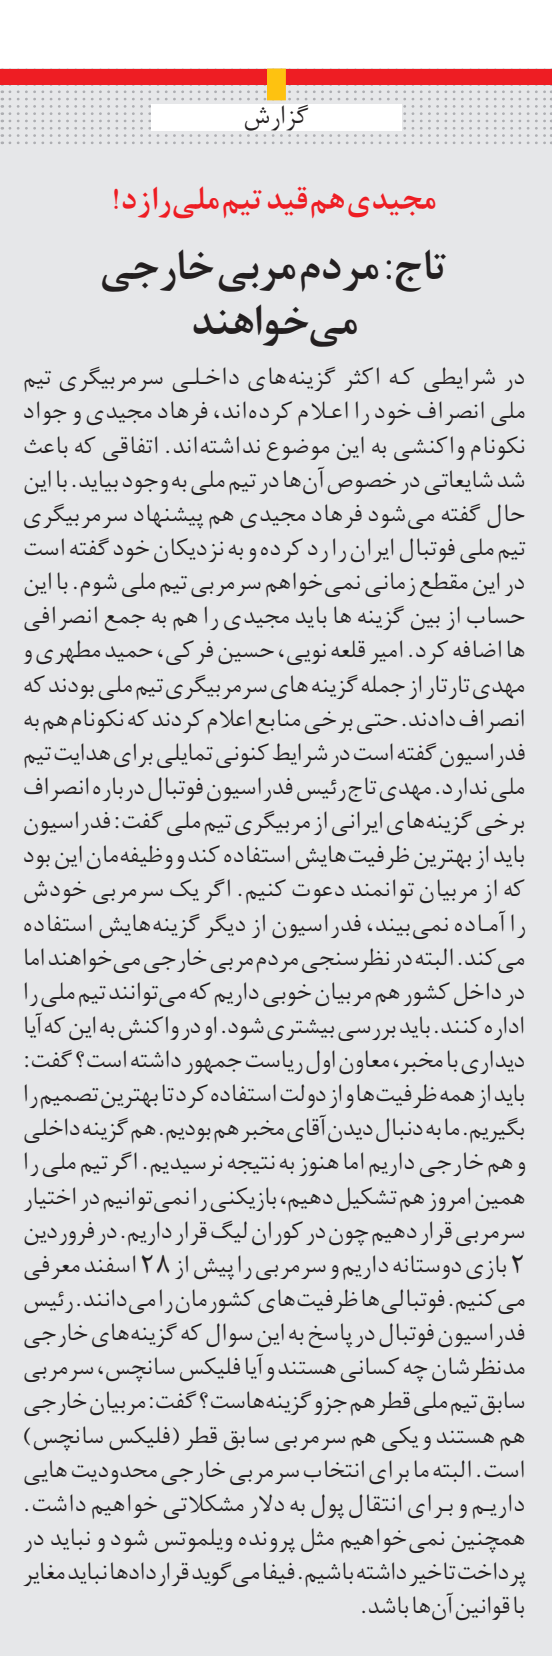 گزارش
مجیدی هم قید تیم ملی را زد!
تاج: مردم مربی خارجی
می‌خواهند
در شرایطی که اکثر گزینه‌های داخلی سرمربیگری تیم
ملی انصراف خود را اعلام کرده‌اند، فرهاد مجیدی و جواد
نکونام واکنشی به این موضوع نداشته‌اند. اتفاقی که باعث
شد شایعاتی در خصوص آن‌ها در تیم ملی به وجود بیاید. با این
حال گفته می‌شود فرهاد مجیدی هم پیشنهاد سرمربیگری
تیم ملی فوتبال ایران را رد کرده و به نزدیکان خود گفته است
در این مقطع زمانی نمی‌خواهم سرمربی تیم ملی شوم. با این
حساب از بین گزینه ها باید مجیدی را هم به جمع انصرافی
ها اضافه کرد. امیر قلعه نویی، حسین فرکی، حمید مطهری و
مهدی تارتار از جمله گزینه های سرمربیگری تیم ملی بودند که
انصراف دادند. حتی برخی منابع اعلام کردند که نکونام هم به
فدراسیون گفته است در شرایط کنونی تمایلی برای هدایت تیم
ملی ندارد. مهدی تاج رئیس فدراسیون فوتبال درباره انصراف
برخی گزینه‌های ایرانی از مربیگری تیم ملی گفت: فدراسیون
باید از بهترین ظرفیت‌هایش استفاده کند و وظیفه‌مان این بود
که از مربیان توانمند دعوت کنیم. اگر یک سرمربی خودش
را آماده نمی‌بیند، فدراسیون از دیگر گزینه‌هایش استفاده
می‌کند. البته در نظرسنجی مردم مربی خارجی می‌خواهند اما
در داخل کشور هم مربیان خوبی داریم که می‌توانند تیم ملی را
اداره کنند. باید بررسی بیشتری شود. او در واکنش به این که آیا
دیداری با مخبر، معاون اول ریاست جمهور داشته است؟ گفت:
باید از همه ظرفیت‌ها و از دولت استفاده کرد تا بهترین تصمیم را
بگیریم. ما به دنبال دیدن آقای مخبر هم بودیم. هم گزینه داخلی
و هم خارجی داریم اما هنوز به نتیجه نرسیدیم. اگر تیم ملی را
همین امروز هم تشکیل دهیم، بازیکنی را نمی‌توانیم در اختیار
سرمربی قرار دهیم چون در کوران لیگ قرار داریم. در فروردین
۲ بازی دوستانه داریم و سرمربی را پیش از ۲۸ اسفند معرفی
می‌کنیم. فوتبالی‌ها ظرفیت‌های کشورمان را می‌دانند. رئیس
فدراسیون فوتبال در پاسخ به این سوال که گزینه‌های خارجی
مدنظرشان چه کسانی هستند و آیا فلیکس سانچس، سرمربی
سابق تیم ملی قطر هم جزو گزینه‌هاست؟ گفت: مربیان خارجی
هم هستند و یکی هم سرمربی سابق قطر (فلیکس سانچس)
است. البته ما برای انتخاب سرمربی خارجی محدودیت هایی
داریم و برای انتقال پول به دلار مشکلاتی خواهیم داشت.
همچنین نمی‌خواهیم مثل پرونده ویلموتس شود و نباید در
پرداخت تاخیر داشته باشیم. فیفا می‌گوید قراردادها نباید مغایر
با قوانین آن‌ها باشد.